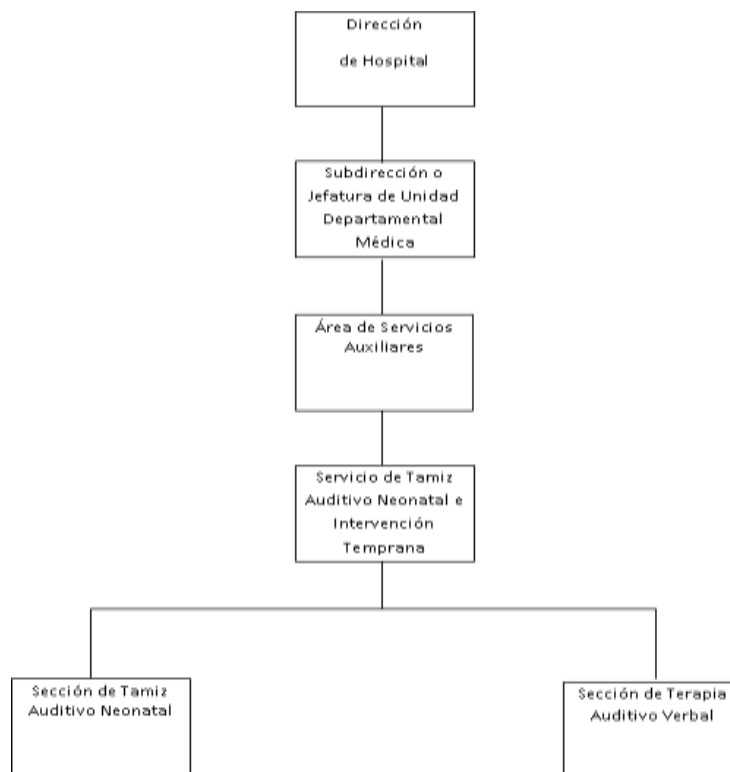 Dirección
de Hospital
Subdirección o
Jefatura de Unidad
Departamental
Médica
Área de Servicios
Auxiliares
Servicio de Tamiz
Auditivo Neonatal e
Intervención
Temprana
Sección de Tamiz
Auditivo Neonatal
Sección de Terapia
Auditivo Verbal